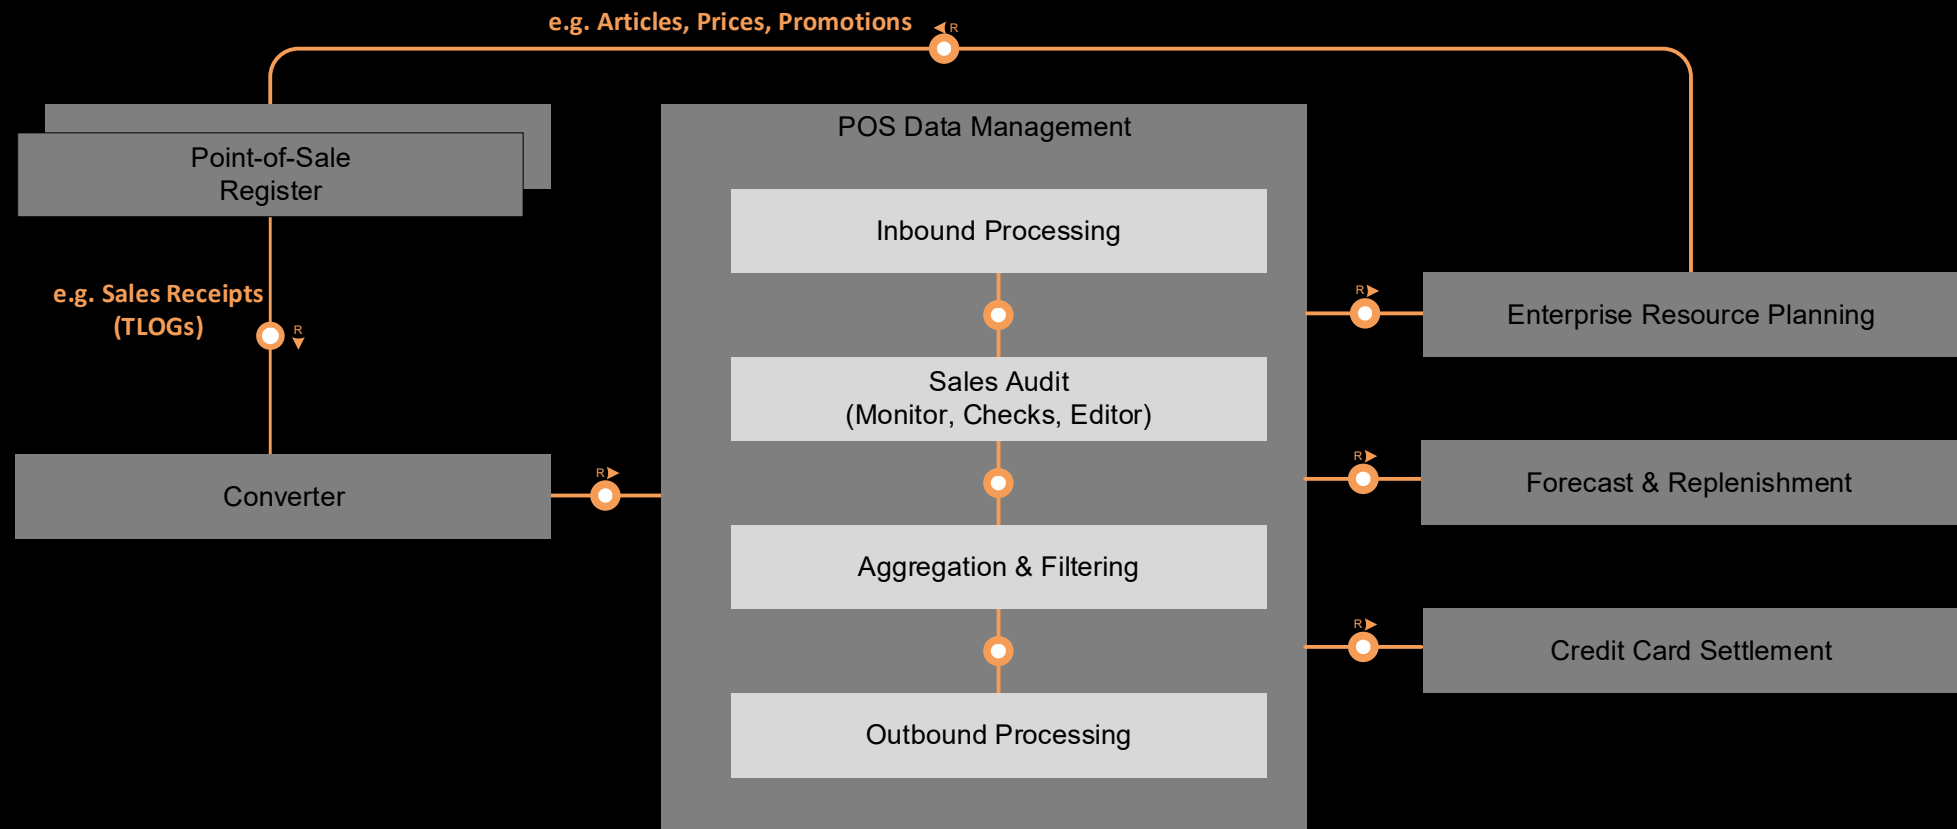 e.g. Articles, Prices, Promotions
R
Point-of-Sale
Register
e.g. Sales Receipts
(TLOGs)
R
Converter
R
POS Data Management
Inbound Processing
Sales Audit
(Monitor, Checks, Editor)
Aggregation & Filtering
Outbound Processing
R
Enterprise Resource Planning
R
Forecast & Replenishment
R
Credit Card Settlement